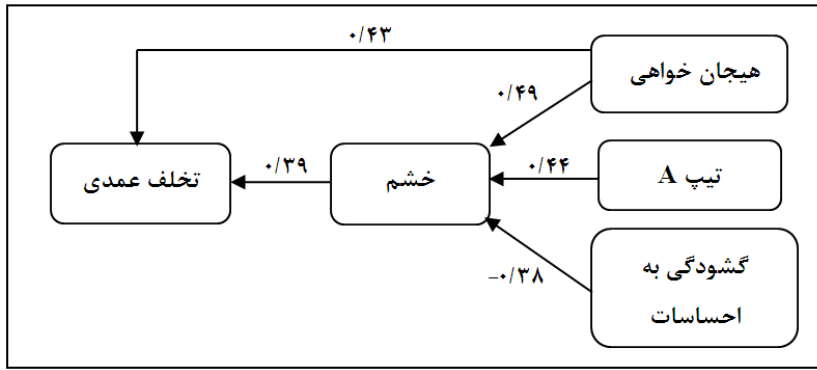 ۰/۴۳
هیجان خواهی
۰/۴۹
تخلف عمدی
۰/۳۹
خشم
۰/۴۴
تیپ A
-۰/۳۸
گشودگی به
احساسات